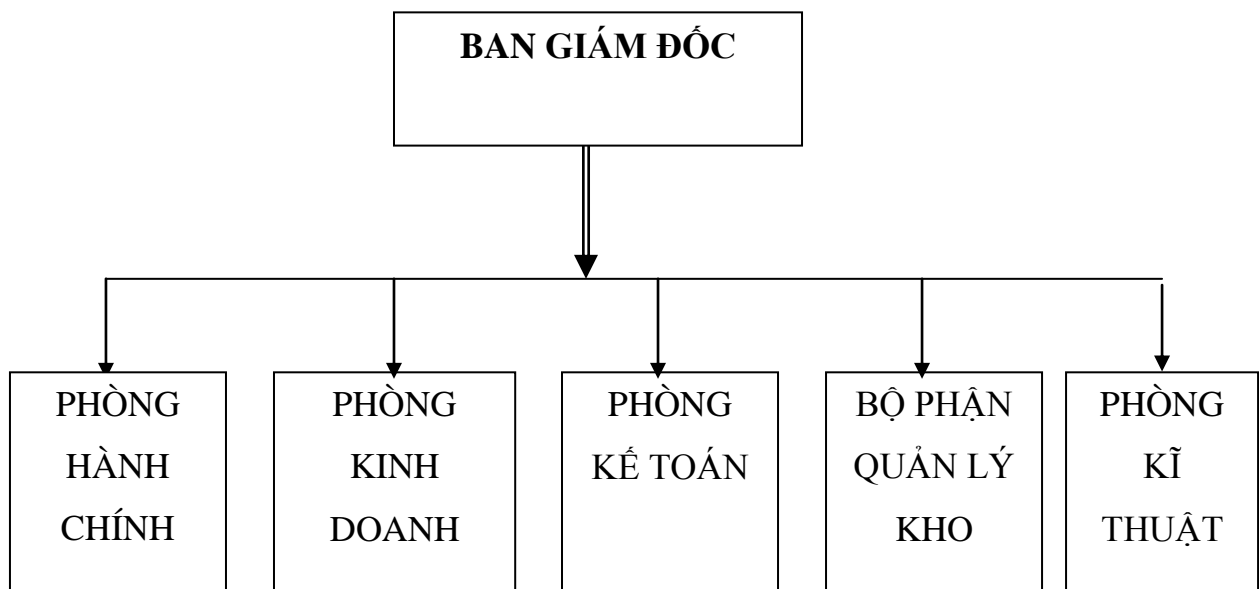 BAN GIÁM ĐỐC
PHÒNG
HÀNH
CHÍNH
PHÒNG
KINH
DOANH
PHÒNG
KẾ TOÁN
BỘ PHẬN
QUẢN LÝ
KHO
PHÒNG
KĨ
THUẬT